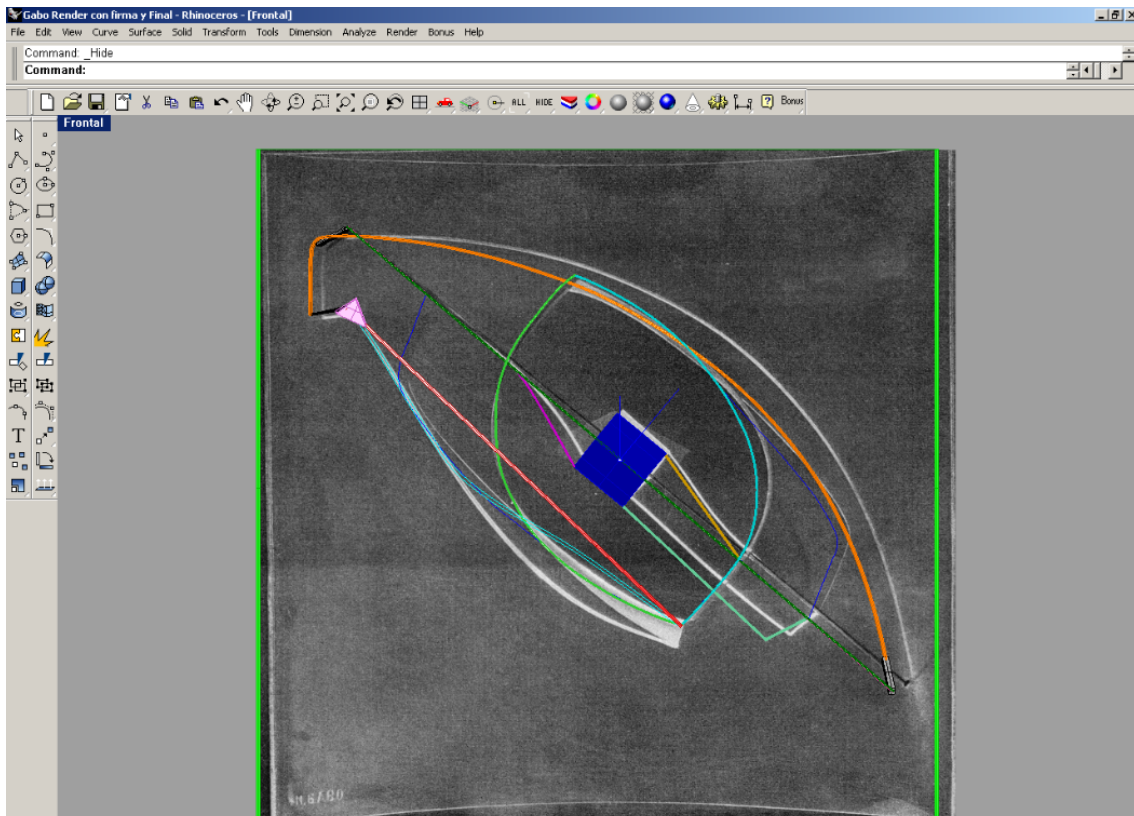 Gabo Render con firma y Final - Rhinoceros - [Frontal]
File Edit View Curve Surface Solid Transform Tools Dimension Analyze Render Bonus Help
Command: _Hide
Command:
ALL HIDE ? Bonus
Frontal
T